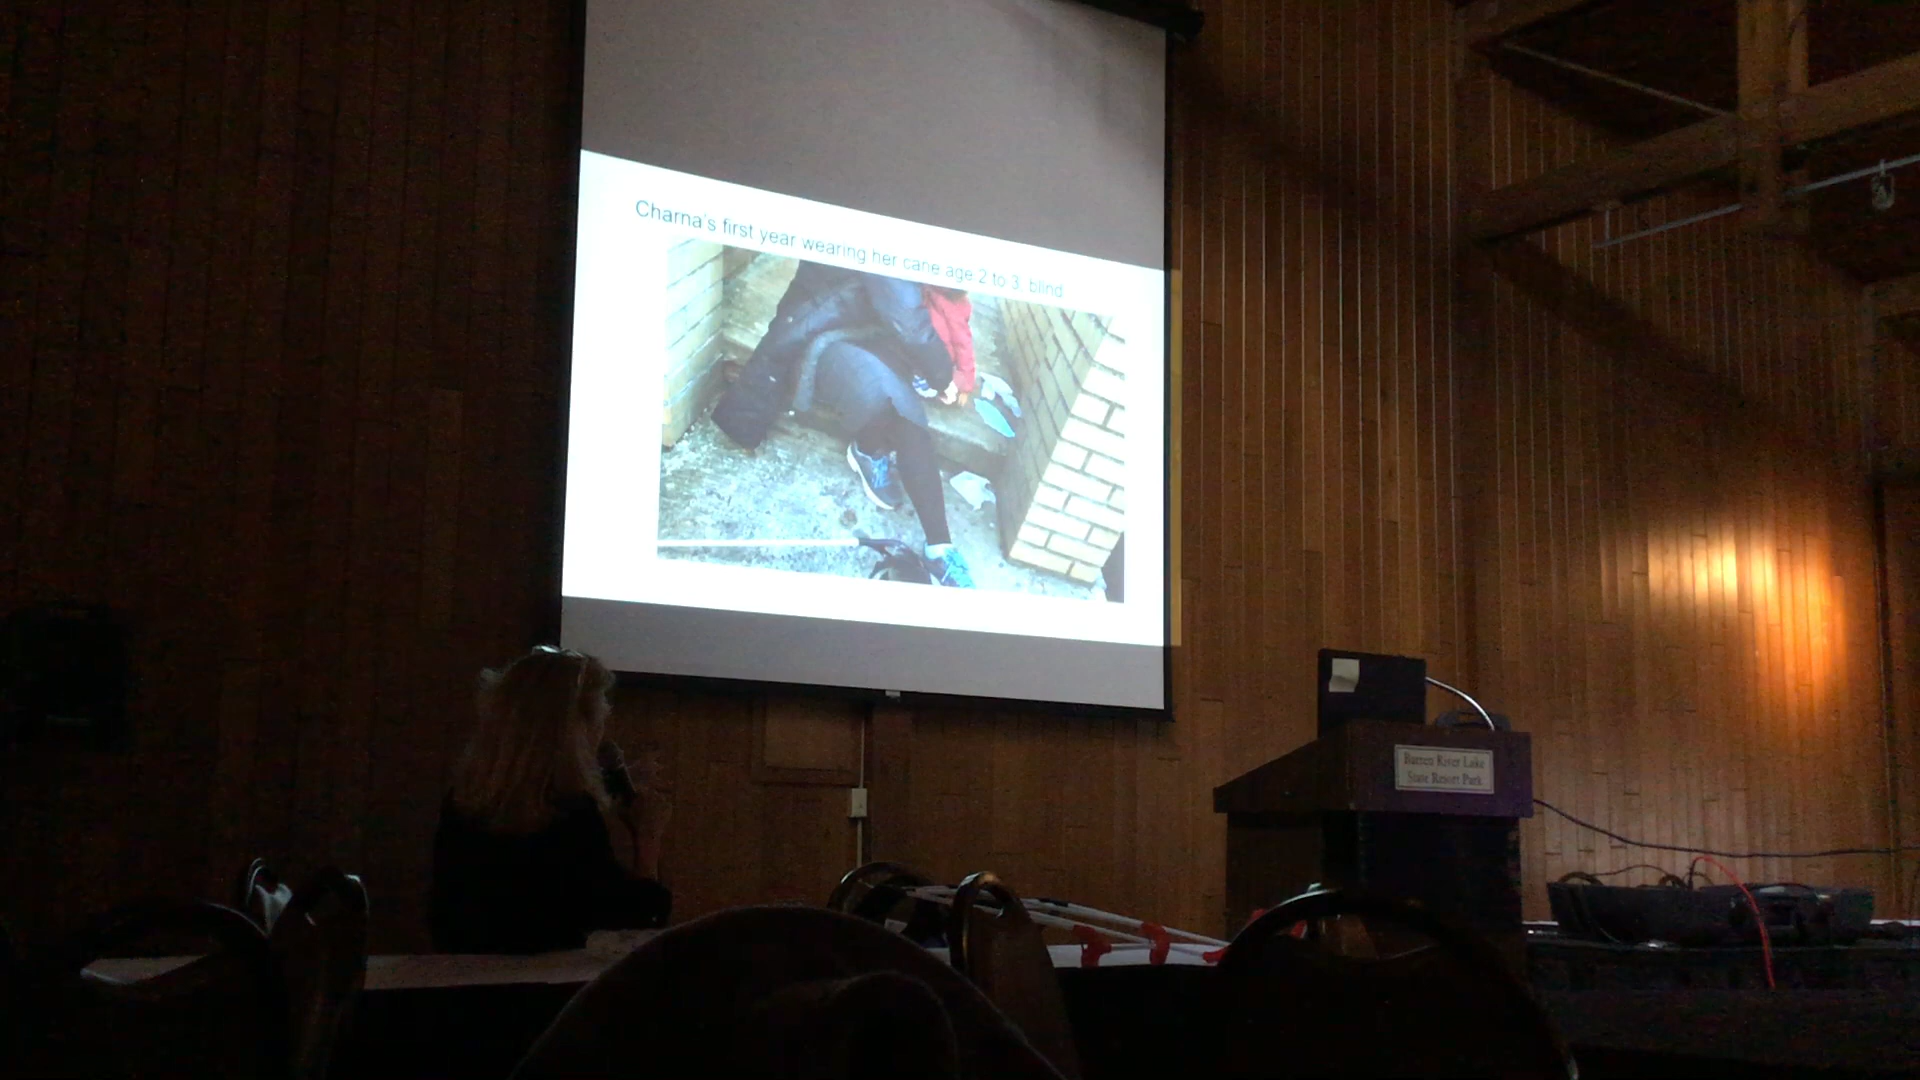 Charna's first year wearing her cane age 2 to 3, blind
Barren River Lake
State Resort Park